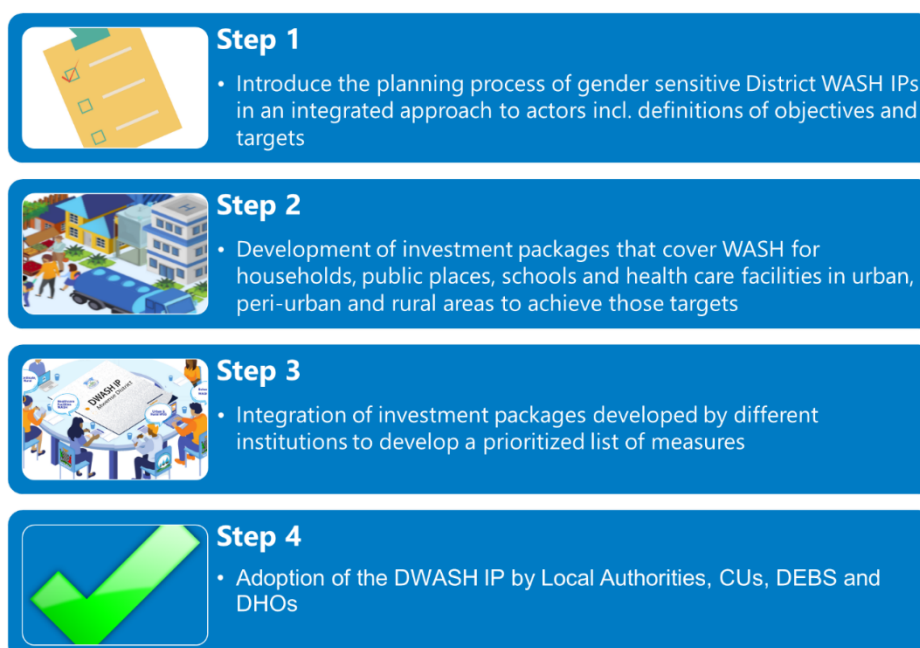 Step 1
• Introduce the planning process of gender sensitive District WASH IPs
in an integrated approach to actors incl. definitions of objectives and
targets
Step 2
• Development of investment packages that cover WASH for
households, public places, schools and health care facilities in urban,
peri-urban and rural areas to achieve those targets
H
Step 3
• Integration of investment packages developed by different
institutions to develop a prioritized list of measures
DWASH IP
Step 4
• Adoption of the DWASH IP by Local Authorities, CUs, DEBS and
DHOs